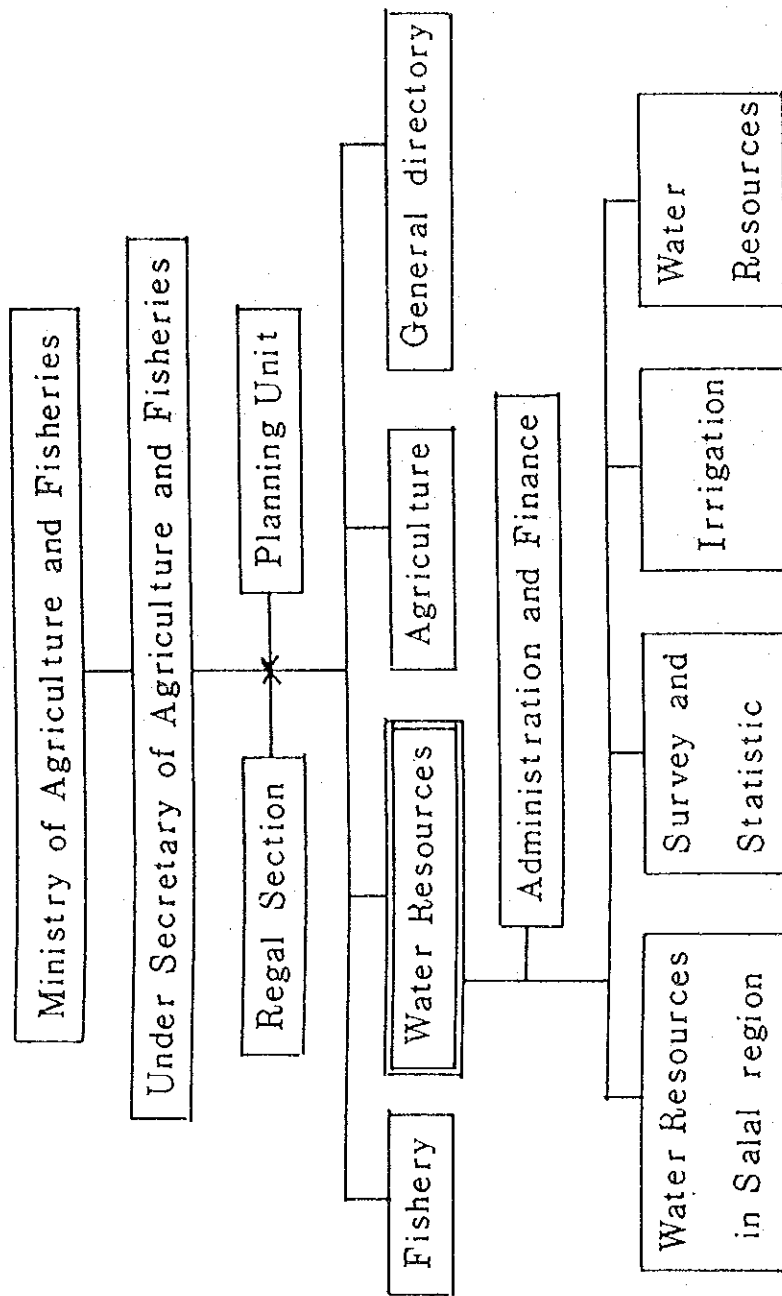 Ministry of Agriculture and Fisheries
Under Secretary of Agriculture and Fisheries
Regal Section
Planning Unit
Fishery
Water Resources
Agriculture
General directory
Administration and Finance
Water Resources
in Salal region
Survey and
Statistic
Irrigation
Water
Resources